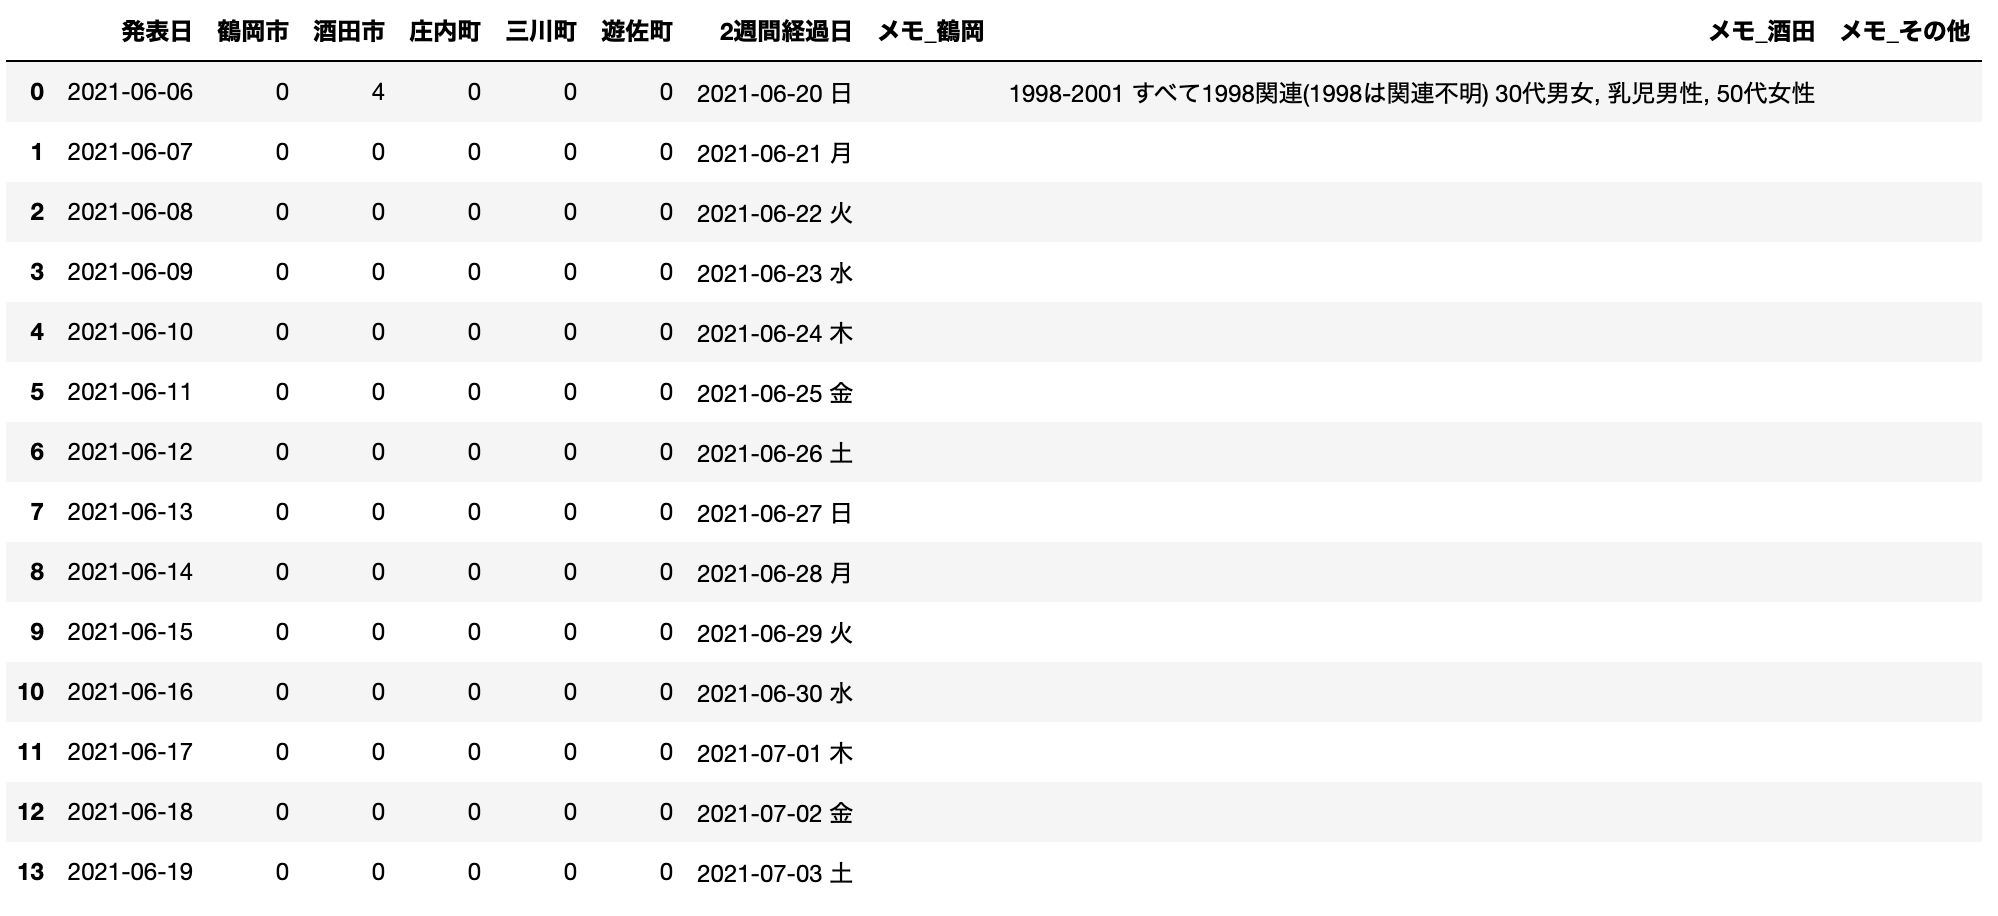 発表日 鶴岡市 酒田市 庄内町 三川町 遊佐町 2週間経過日 メモ_鶴岡 メモ_酒田 メモ_その他
0 2021-06-06 0 4 0 0 0 2021-06-20 日 1998-2001 すべて1998関連(1998は関連不明) 30代男女, 乳児男性, 50代女性
1 2021-06-07 0 0 0 0 0 2021-06-21 月
2 2021-06-08 0 0 0 0 0 2021-06-22 火
3 2021-06-09 0 0 0 0 0 2021-06-23 水
4 2021-06-10 0 0 0 0 0 2021-06-24 木
5 2021-06-11 0 0 0 0 0 2021-06-25 金
6 2021-06-12 0 0 0 0 0 2021-06-26 土
7 2021-06-13 0 0 0 0 0 2021-06-27 日
8 2021-06-14 0 0 0 0 0 2021-06-28 月
9 2021-06-15 0 0 0 0 0 2021-06-29 火
10 2021-06-16 0 0 0 0 0 2021-06-30 水
11 2021-06-17 0 0 0 0 0 2021-07-01 木
12 2021-06-18 0 0 0 0 0 2021-07-02 金
13 2021-06-19 0 0 0 0 0 2021-07-03 土